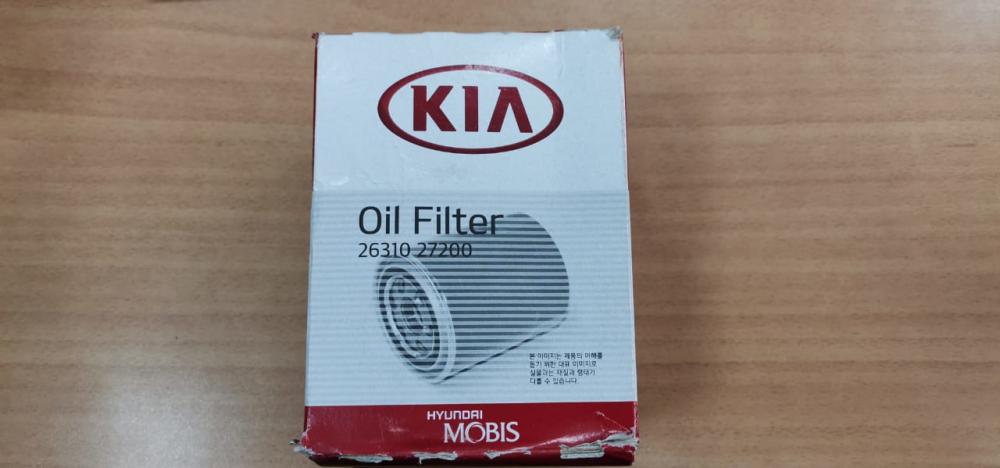 KIA
Oil Filter
26310 27200
본 이미지는 제품의 이해를
돕기 위한 대표 이미지로
실물과는 재질과 형태가
다를 수 있습니다.
HYUNDAI
MOBIS